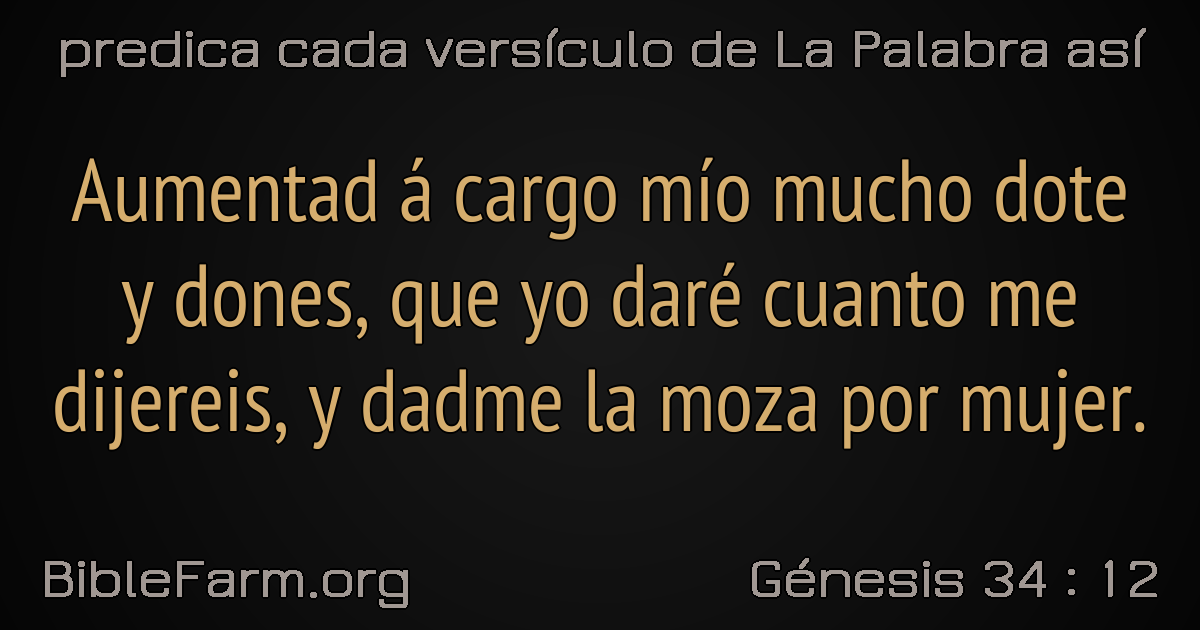 predica cada versículo de La Palabra así
Aumentad á cargo mío mucho dote
y dones, que yo daré cuanto me
dijereis, y dadme la moza por mujer.
BibleFarm.org
Génesis 34 : 12